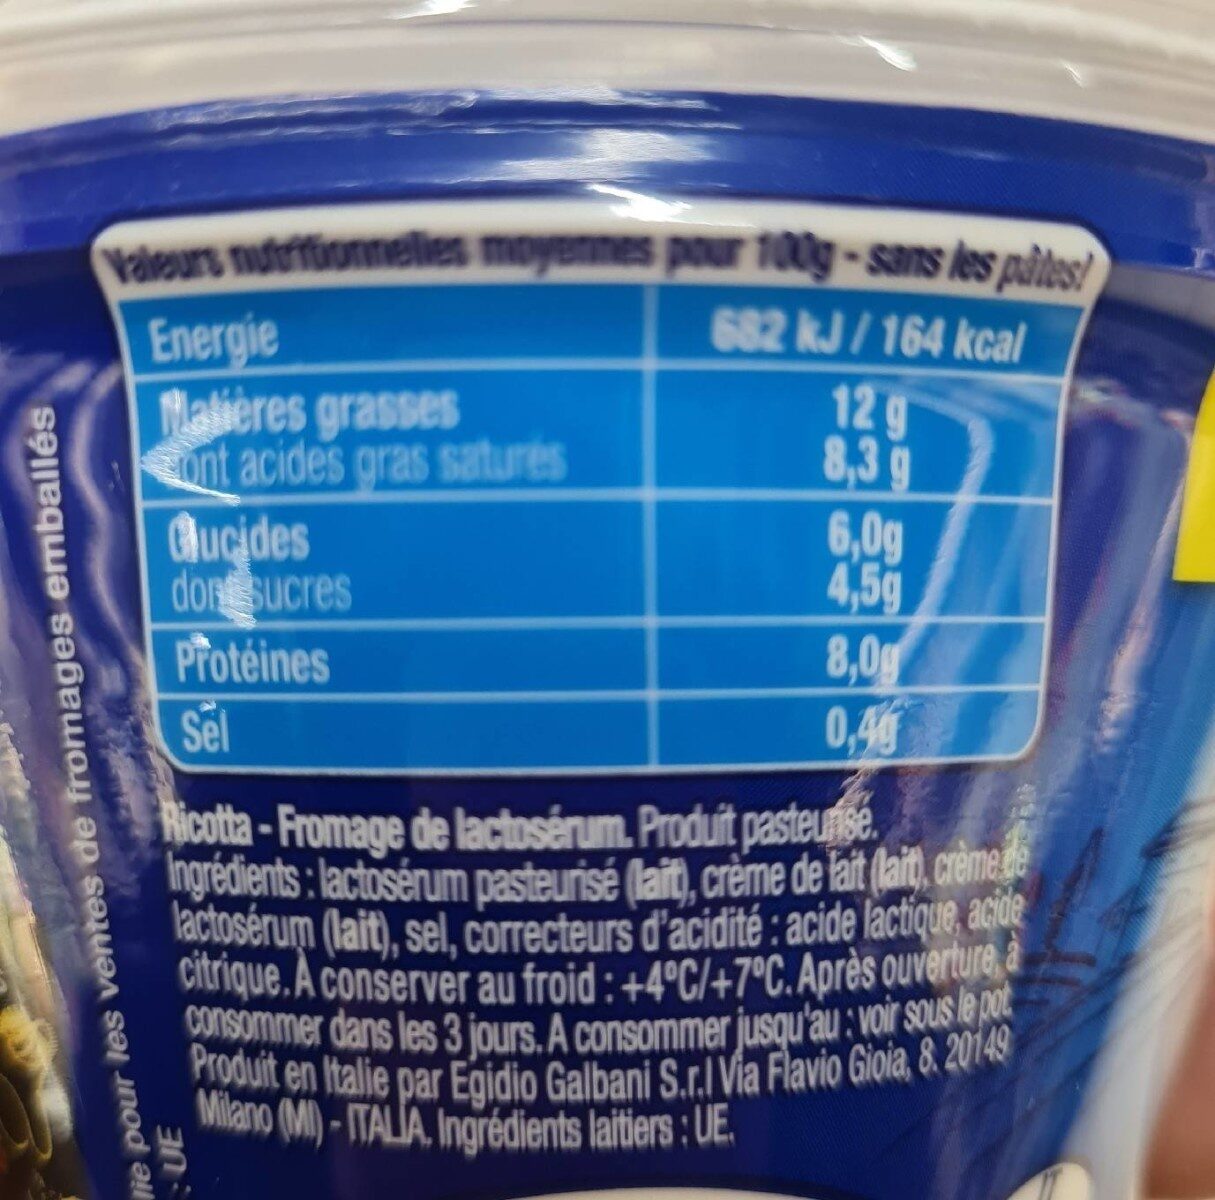 Valeurs nutritionnelles moyennes pour 100g - sans les pâtes!
Energie 682 kJ / 164 kcal
Matières grasses 12 g
dont acides gras saturés 8,3 g
Glucides 6,0g
dont sucres 4,5g
Protéines 8,0g
Sel 0,4g
Ricotta - Fromage de lactosérum. Produit pasteurisé.
Ingrédients : lactosérum pasteurisé (lait), crème de lait (lait), crème de
lactosérum (lait), sel, correcteurs d'acidité : acide lactique, acide
citrique. À conserver au froid : +4°C/+7°C. Après ouverture, à
consommer dans les 3 jours. A consommer jusqu'au : voir sous le pot.
Produit en Italie par Egidio Galbani S.r.l Via Flavio Gioia, 8. 20149
Milano (MI) - ITALIA. Ingrédients laitiers : UE.
pour les ventes de fromages emballés
UE